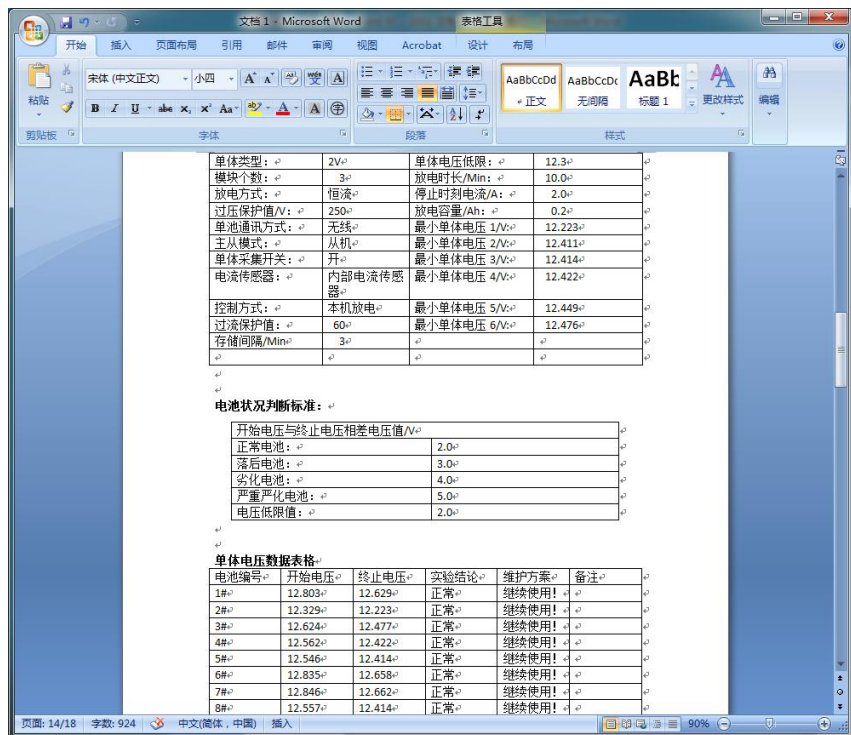 文档 1 - Microsoft Word 表格工具
开始 插入 页面布局 引用 邮件 审阅 视图 Acrobat 设计 布局
宋体 (中文正文) 小四
B I U abe x₂ x² Aa A A
粘贴
AaBbCcDd AaBbCcDc AaBb
正文 无间隔 标题 1 更改样式 编辑
剪贴板 字体 段落 样式
单体类型： 2V 单体电压低限： 12.3
模块个数： 3 放电时长/Min： 10.0
放电方式： 恒流 停止时刻电流/A： 2.0
过压保护值/V： 250 放电容量/Ah： 0.2
单池通讯方式： 无线 最小单体电压 1/V: 12.223
主从模式： 从机 最小单体电压 2/V: 12.411
单体采集开关： 开 最小单体电压 3/V: 12.414
电流传感器： 内部电流传感器 最小单体电压 4/V: 12.422
控制方式： 本机放电 最小单体电压 5/V: 12.449
过流保护值： 60 最小单体电压 6/V: 12.476
存储间隔/Min 3
电池状况判断标准：
开始电压与终止电压相差电压值/V
正常电池： 2.0
落后电池： 3.0
劣化电池： 4.0
严重严化电池： 5.0
电压低限值： 2.0
单体电压数据表格
电池编号 开始电压 终止电压 实验结论 维护方案 备注
1# 12.803 12.629 正常 继续使用！
2# 12.329 12.223 正常 继续使用！
3# 12.624 12.477 正常 继续使用！
4# 12.562 12.422 正常 继续使用！
5# 12.546 12.414 正常 继续使用！
6# 12.835 12.658 正常 继续使用！
7# 12.846 12.662 正常 继续使用！
8# 12.557 12.414 正常 继续使用！
页面: 14/18 字数: 924 中文(简体，中国) 插入 90%